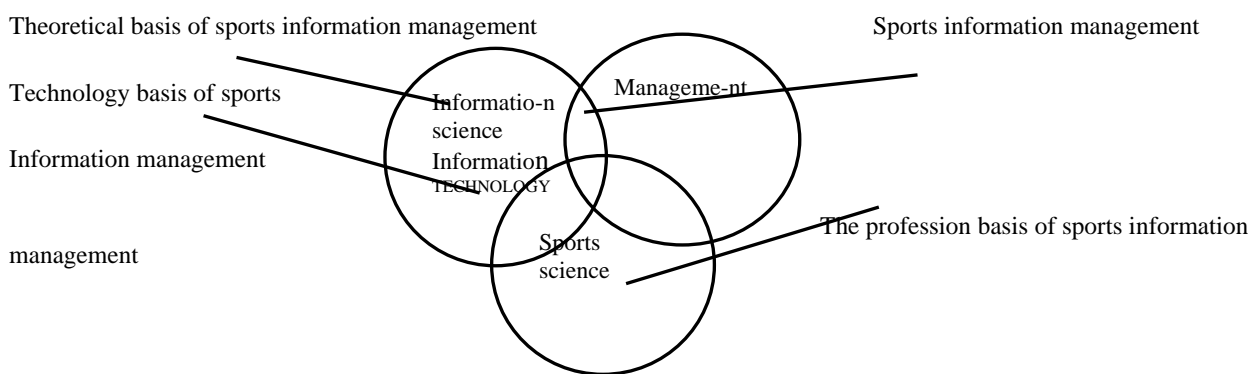 Theoretical basis of sports information management
Sports information management
Technology basis of sports
Manageme-nt
Informatio-n
science
Information management
Information
TECHNOLOGY
The profession basis of sports information
management
Sports
science